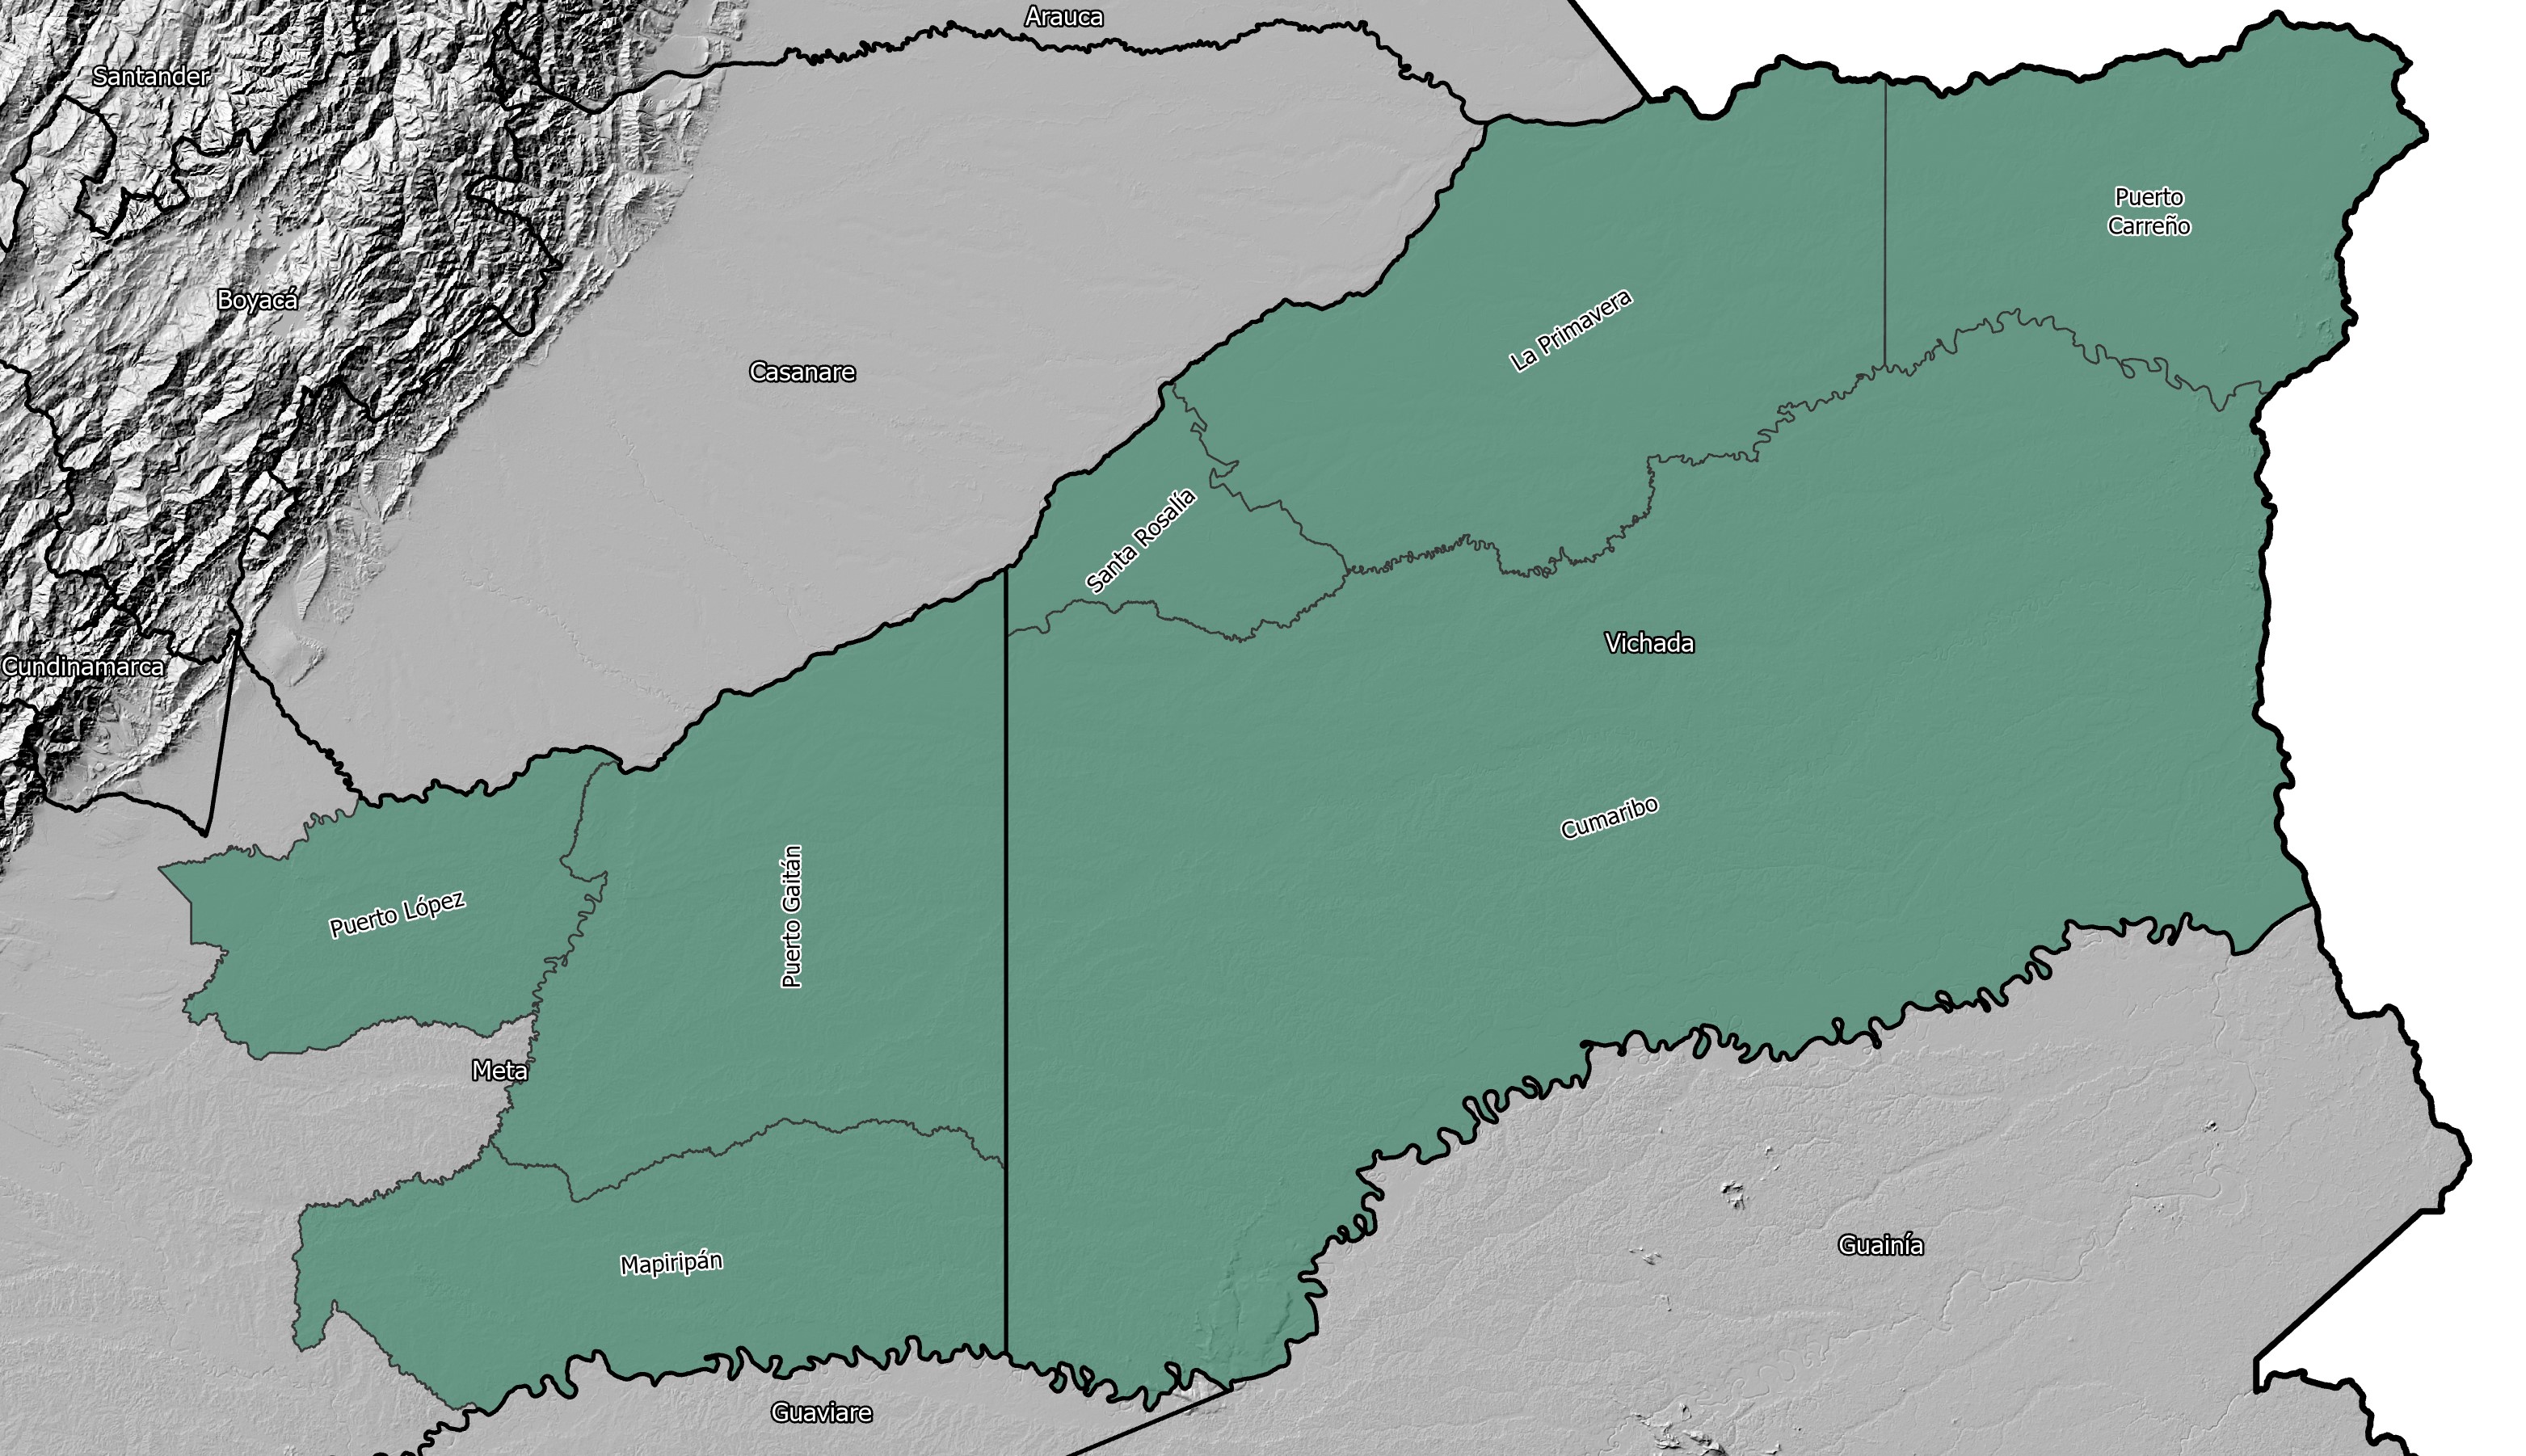 Arauca
Santander
Puerto
Carreño
Boyacá
La Primavera
Casanare
Santa Rosalía
Vichada
Cundinamarca
Cumaribo
Puerto López
Puerto Gaitán
Meta
Guainía
Mapiripán
Guaviare